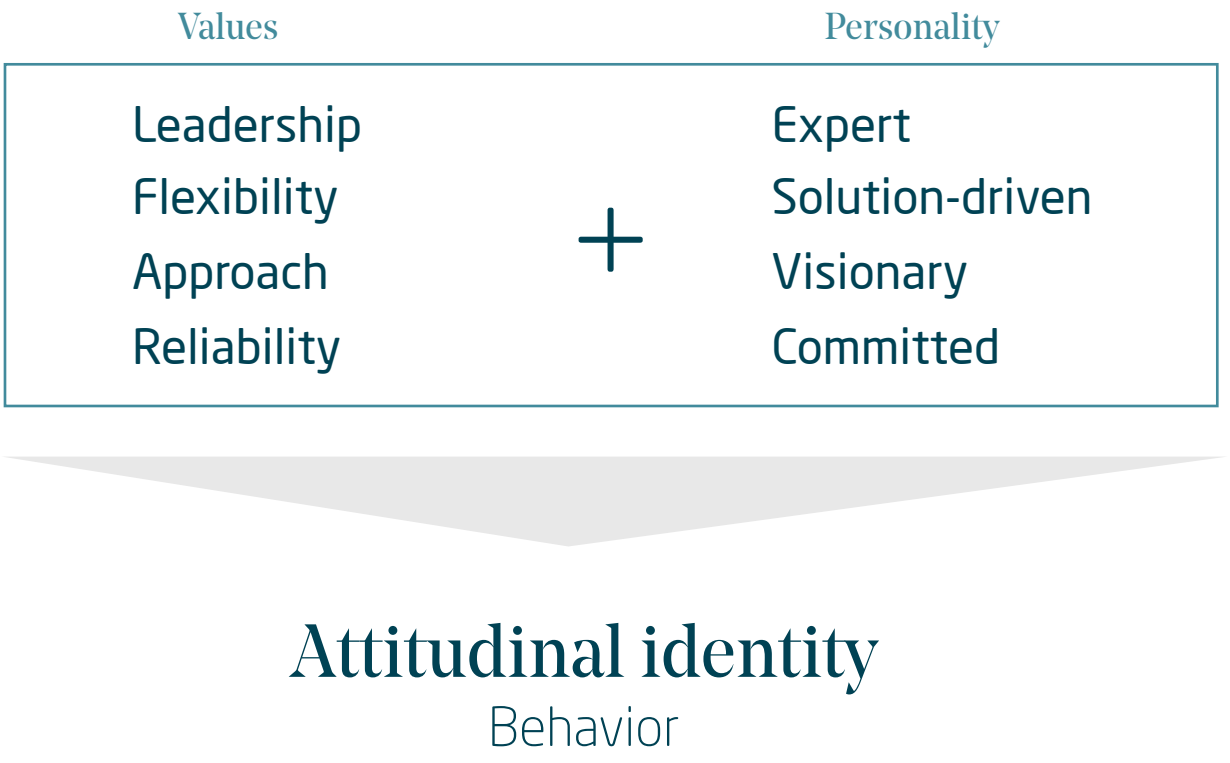 Values
Personality
Leadership
Flexibility
Approach
Reliability
+
Expert
Solution-driven
Visionary
Committed
Attitudinal identity
Behavior